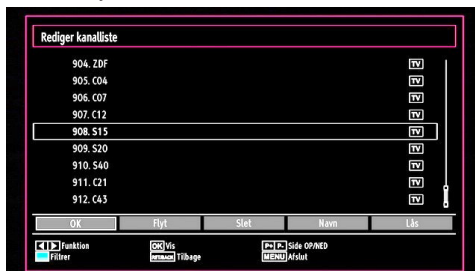 Rediger kanalliste
904. ZDF TV
905. C04 TV
906. C07 TV
907. C12 TV
908. S15 TV
909. S20 TV
910. S40 TV
911. C21 TV
912. C43 TV
OK Flyt Slet Navn Lås
Funktion OK Vis P+ P- Side OP/NED
Filtrer RET/BACK Tilbage MENU Afslut